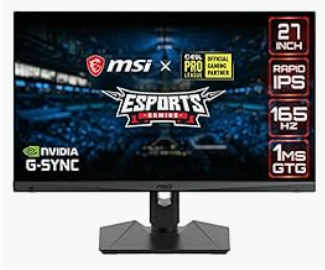 msi × ESL PRO LEAGUE OFFICIAL GAMING PARTNER
ESPORTS
GAMING
NVIDIA
G-SYNC
27
INCH
RAPID
IPS
165
HZ
1MS
GTG
msi